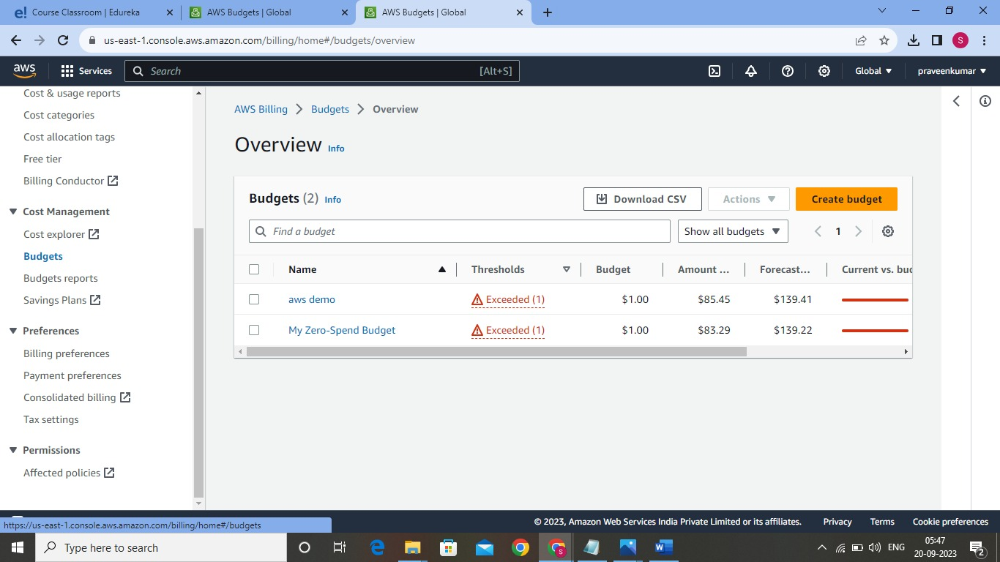 Course Classroom | Edureka
AWS Budgets | Global
AWS Budgets | Global
us-east-1.console.aws.amazon.com/billing/home#/budgets/overview
S
aws
Services
Search
[Alt+S]
Global
praveenkumar
Cost & usage reports
Cost categories
Cost allocation tags
Free tier
Billing Conductor
Cost Management
Cost explorer
Budgets
Budgets reports
Savings Plans
Preferences
Billing preferences
Payment preferences
Consolidated billing
Tax settings
Permissions
Affected policies
AWS Billing > Budgets > Overview
Overview Info
Budgets (2) Info
Download CSV
Actions
Create budget
Find a budget
Show all budgets
1
Name Thresholds Budget Amount ... Forecast... Current vs. bud
aws demo Exceeded (1) $1.00 $85.45 $139.41
My Zero-Spend Budget Exceeded (1) $1.00 $83.29 $139.22
https://us-east-1.console.aws.amazon.com/billing/home#/budgets
© 2023, Amazon Web Services India Private Limited or its affiliates. Privacy Terms Cookie preferences
Type here to search
ENG
05:47
20-09-2023
2